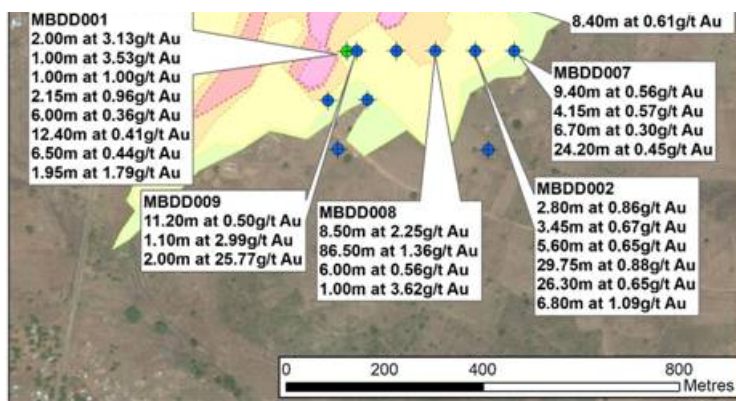 MBDD001
2.00m at 3.13g/t Au
1.00m at 3.53g/t Au
1.00m at 1.00g/t Au
2.15m at 0.96g/t Au
6.00m at 0.36g/t Au
12.40m at 0.41g/t Au
6.50m at 0.44g/t Au
1.95m at 1.79g/t Au
8.40m at 0.61g/t Au
MBDD007
9.40m at 0.56g/t Au
4.15m at 0.57g/t Au
6.70m at 0.30g/t Au
24.20m at 0.45g/t Au
MBDD009
11.20m at 0.50g/t Au
1.10m at 2.99g/t Au
2.00m at 25.77g/t Au
MBDD008
8.50m at 2.25g/t Au
86.50m at 1.36g/t Au
6.00m at 0.56g/t Au
1.00m at 3.62g/t Au
MBDD002
2.80m at 0.86g/t Au
3.45m at 0.67g/t Au
5.60m at 0.65g/t Au
29.75m at 0.88g/t Au
26.30m at 0.65g/t Au
6.80m at 1.09g/t Au
0 200 400 800
Metres